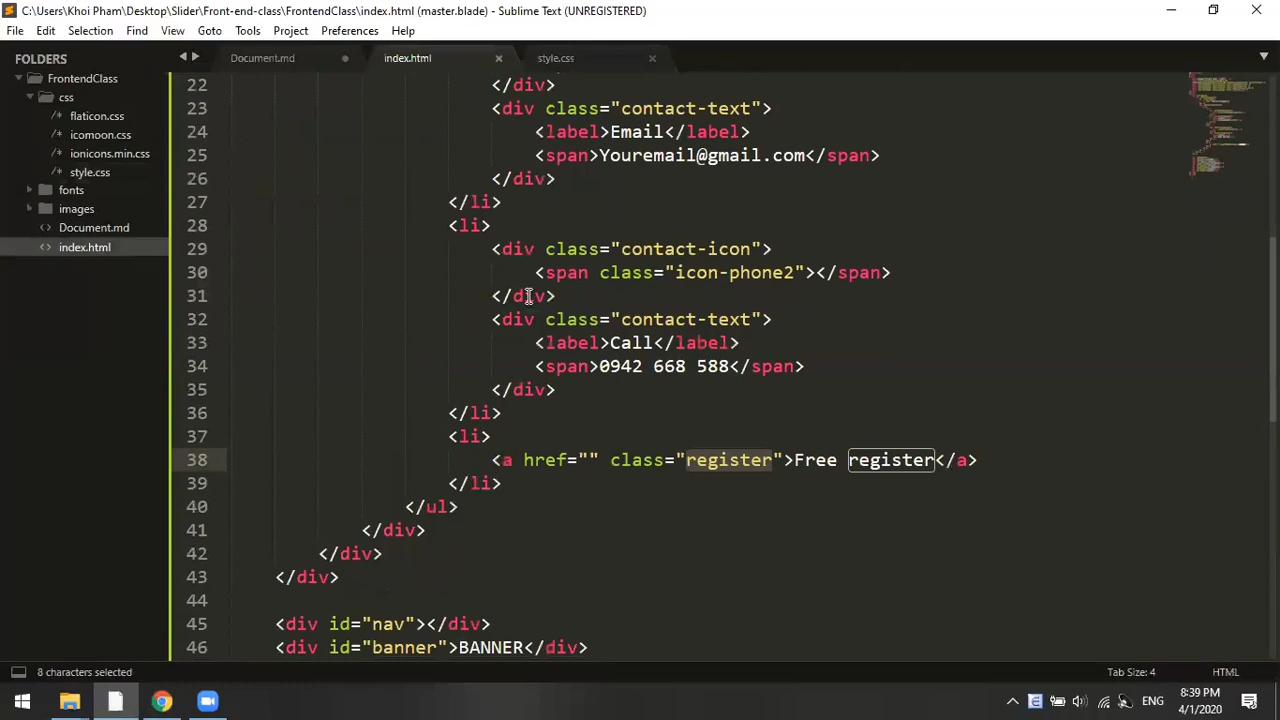 C:\Users\Khoi Pham\Desktop\Slider\Front-end-class\FrontendClass\index.html (master.blade) - Sublime Text (UNREGISTERED)
File Edit Selection Find View Goto Tools Project Preferences Help
FOLDERS
FrontendClass
css
flaticon.css
icomoon.css
ionicons.min.css
style.css
fonts
images
Document.md
index.html
Document.md index.html style.css
22 </div>
23 <div class="contact-text">
24 <label>Email</label>
25 <span>Youremail@gmail.com</span>
26 </div>
27 </li>
28 <li>
29 <div class="contact-icon">
30 <span class="icon-phone2"></span>
31 </div>
32 <div class="contact-text">
33 <label>Call</label>
34 <span>0942 668 588</span>
35 </div>
36 </li>
37 <li>
38 <a href="" class="register">Free register</a>
39 </li>
40 </ul>
41 </div>
42 </div>
43 </div>
44
45 <div id="nav"></div>
46 <div id="banner">BANNER</div>
8 characters selected Tab Size: 4 HTML
ENG
8:39 PM
4/1/2020